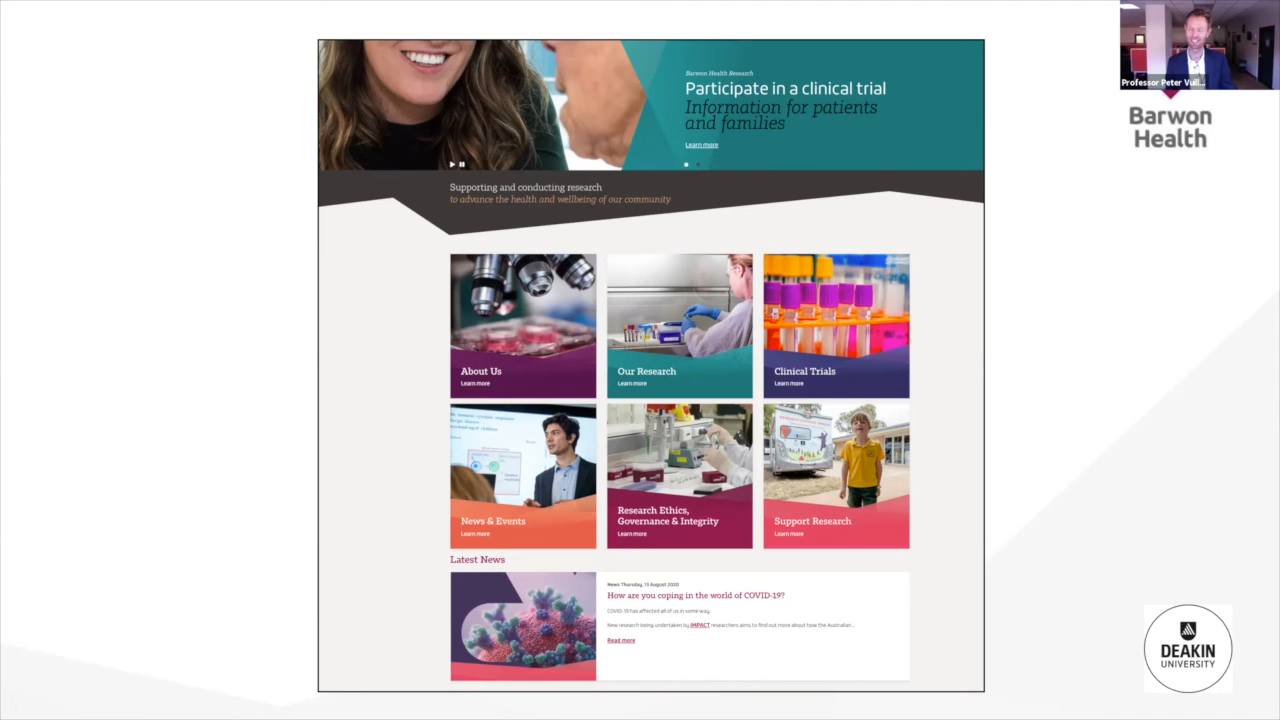 Barwon Health Research
Participate in a clinical trial
Information for patients
and families
Learn more
Professor Peter Vuil...
Barwon
Health
Supporting and conducting research
to advance the health and wellbeing of our community
About Us
Learn more
Our Research
Learn more
Clinical Trials
Learn more
News & Events
Learn more
Research Ethics,
Governance & Integrity
Learn more
Support Research
Learn more
Latest News
News Thursday, 13 August 2020
How are you coping in the world of COVID-19?
COVID-19 has affected all of us in some way.
New research being undertaken by IMPACT researchers aims to find out more about how the Australian...
Read more
DEAKIN
UNIVERSITY